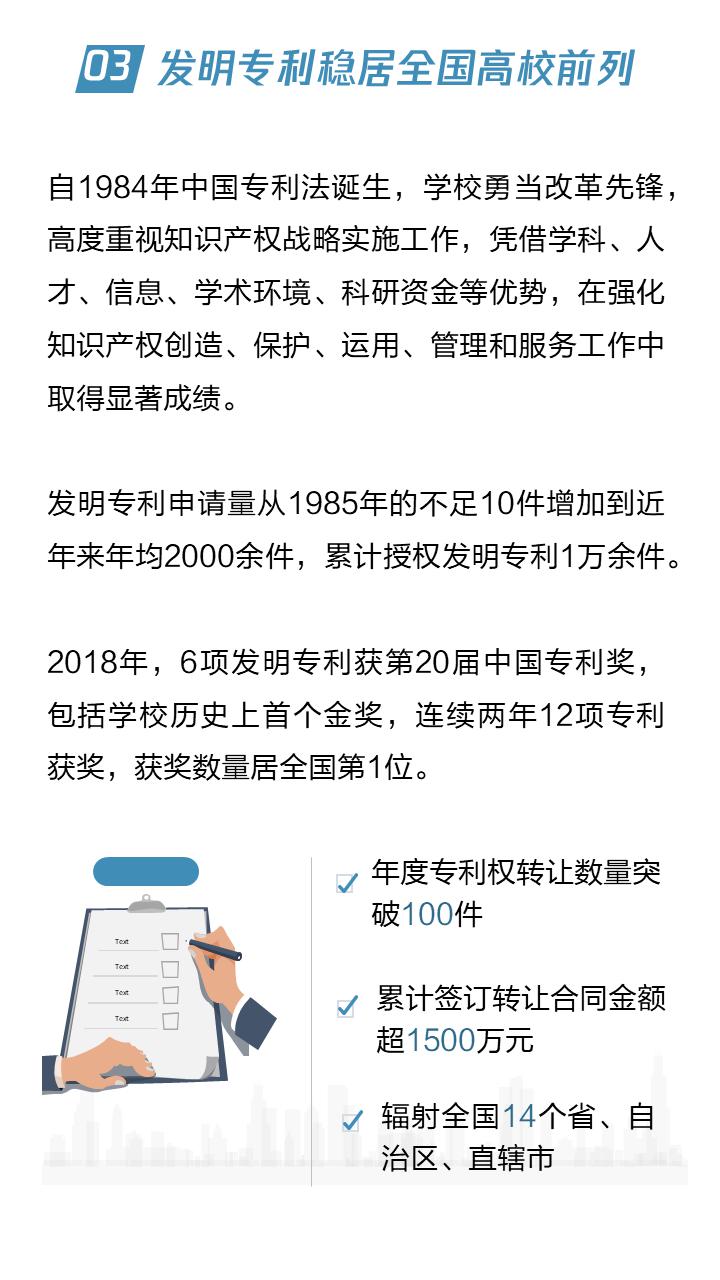 03 发明专利稳居全国高校前列
自1984年中国专利法诞生，学校勇当改革先锋，
高度重视知识产权战略实施工作，凭借学科、人
才、信息、学术环境、科研资金等优势，在强化
知识产权创造、保护、运用、管理和服务工作中
取得显著成绩。
发明专利申请量从1985年的不足10件增加到近
年来年均2000余件，累计授权发明专利1万余件。
2018年，6项发明专利获第20届中国专利奖，
包括学校历史上首个金奖，连续两年12项专利
获奖，获奖数量居全国第1位。
Text
Text
Text
Text
年度专利权转让数量突
破100件
累计签订转让合同金额
超1500万元
辐射全国14个省、自
治区、直辖市